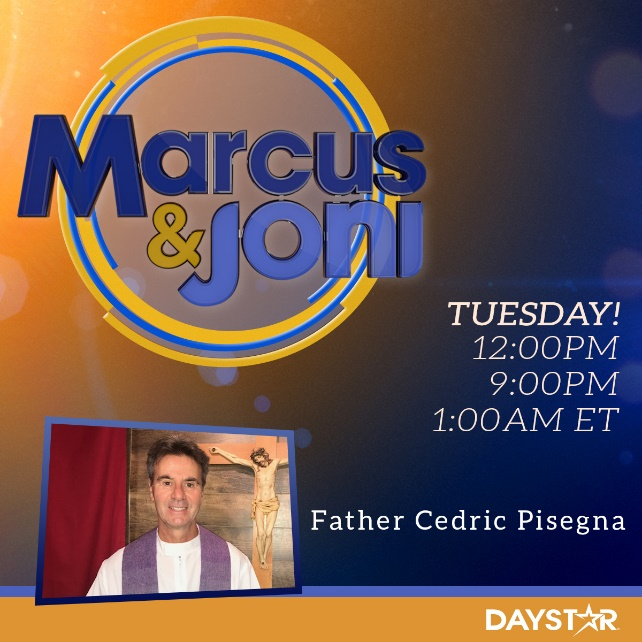 Marcus
& Joni
TUESDAY!
12:00PM
9:00PM
1:00AM ET
Father Cedric Pisegna
DAYSTAR